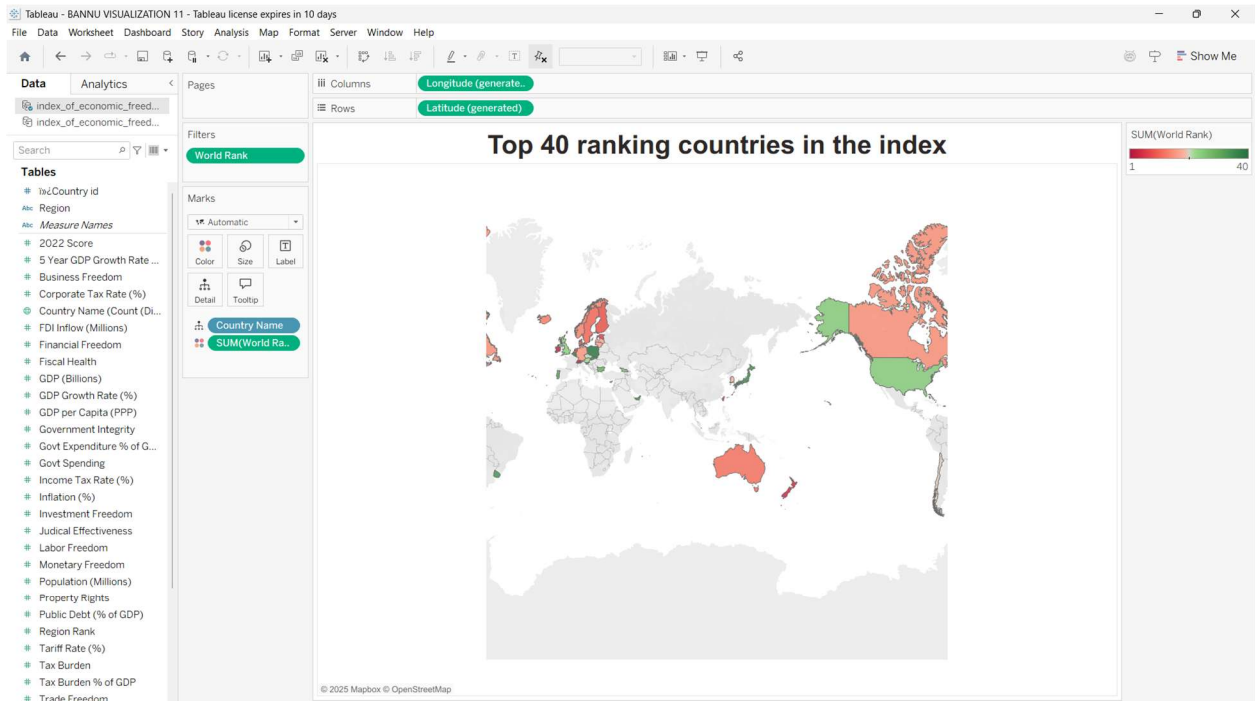 Tableau - BANNU VISUALIZATION 11 - Tableau license expires in 10 days
File Data Worksheet Dashboard Story Analysis Map Format Server Window Help
Show Me
Data Analytics
index_of_economic_freed...
index_of_economic_freed...
Search
Tables
# ï»¿Country id
Abc Region
Abc Measure Names
# 2022 Score
# 5 Year GDP Growth Rate ...
# Business Freedom
# Corporate Tax Rate (%)
Country Name (Count (Di...
# FDI Inflow (Millions)
# Financial Freedom
# Fiscal Health
# GDP (Billions)
# GDP Growth Rate (%)
# GDP per Capita (PPP)
# Government Integrity
# Govt Expenditure % of G...
# Govt Spending
# Income Tax Rate (%)
# Inflation (%)
# Investment Freedom
# Judical Effectiveness
# Labor Freedom
# Monetary Freedom
# Population (Millions)
# Property Rights
# Public Debt (% of GDP)
# Region Rank
# Tariff Rate (%)
# Tax Burden
# Tax Burden % of GDP
# Trade Freedom
Pages
Filters
World Rank
Marks
Automatic
Color Size Label
Detail Tooltip
Country Name
SUM(World Ra..
iii Columns Longitude (generate..
Rows Latitude (generated)
Top 40 ranking countries in the index
© 2025 Mapbox © OpenStreetMap
SUM(World Rank)
1 40